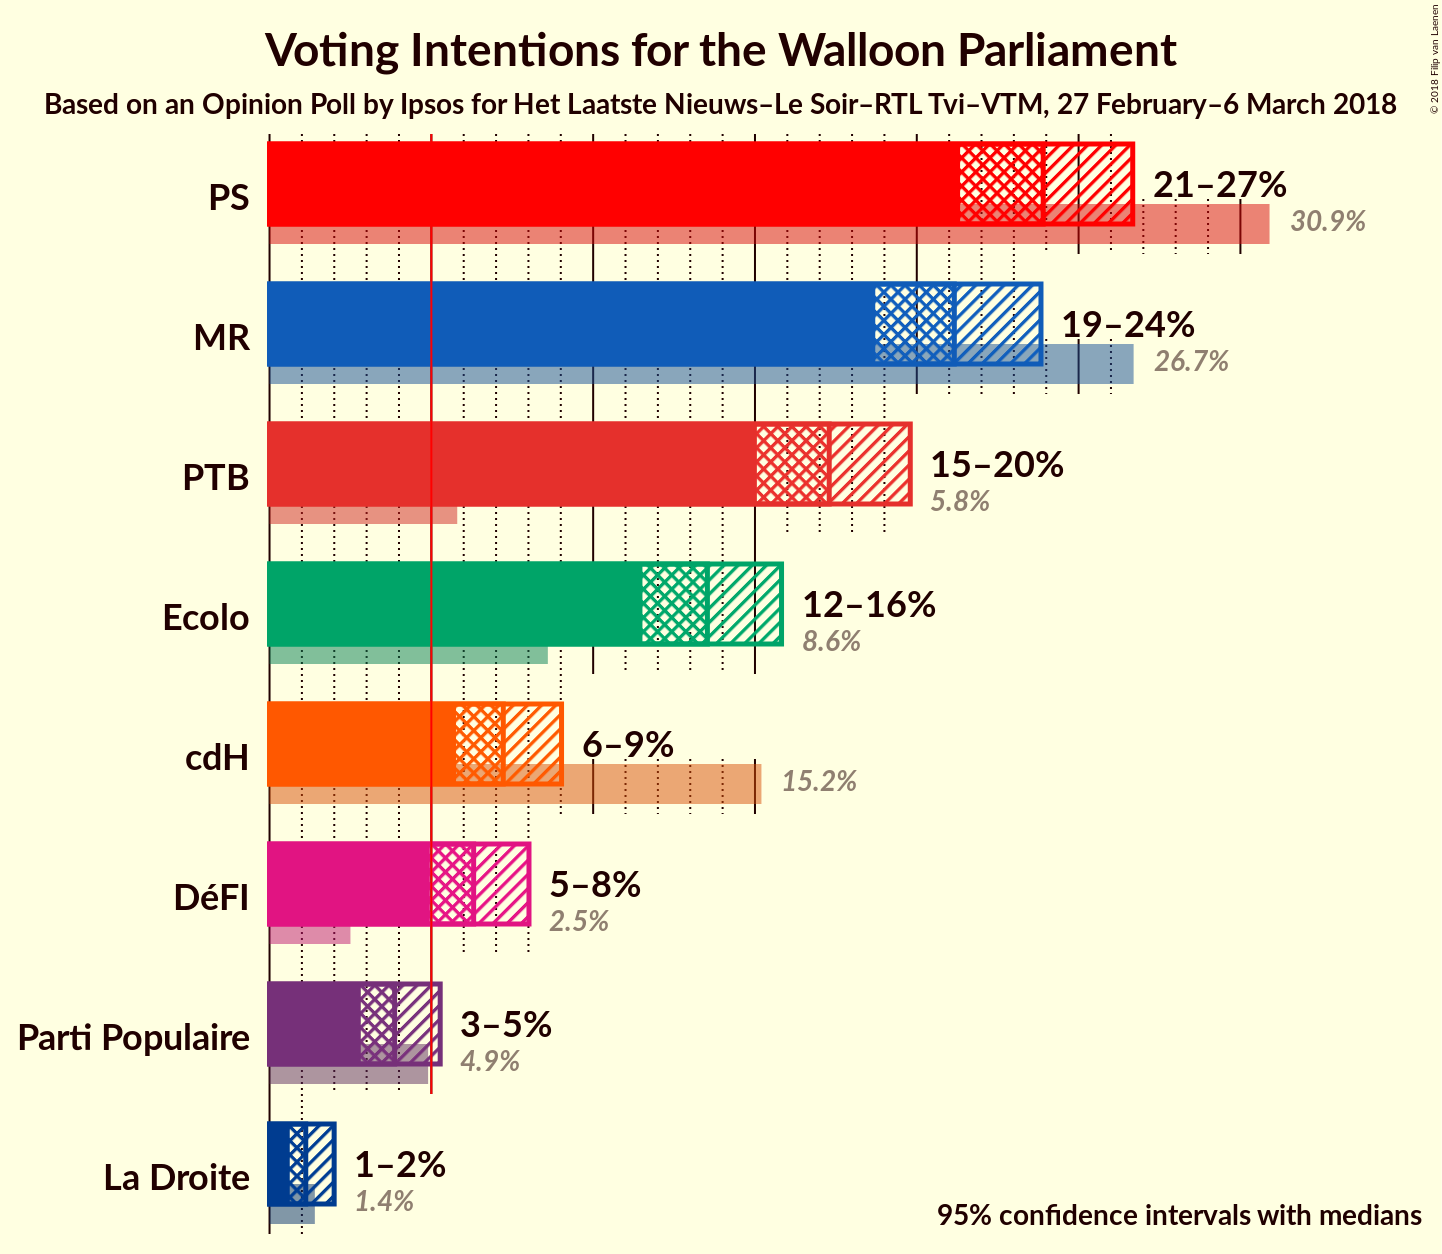 Voting Intentions for the Walloon Parliament
Based on an Opinion Poll by Ipsos for Het Laatste Nieuws–Le Soir–RTL Tvi–VTM, 27 February–6 March 2018
© 2018 Filip van Laenen
PS
21–27%
30.9%
MR
19–24%
26.7%
PTB
15–20%
5.8%
Ecolo
12–16%
8.6%
cdH
6–9%
15.2%
DéFI
5–8%
2.5%
Parti Populaire
3–5%
4.9%
La Droite
1–2%
1.4%
95% confidence intervals with medians